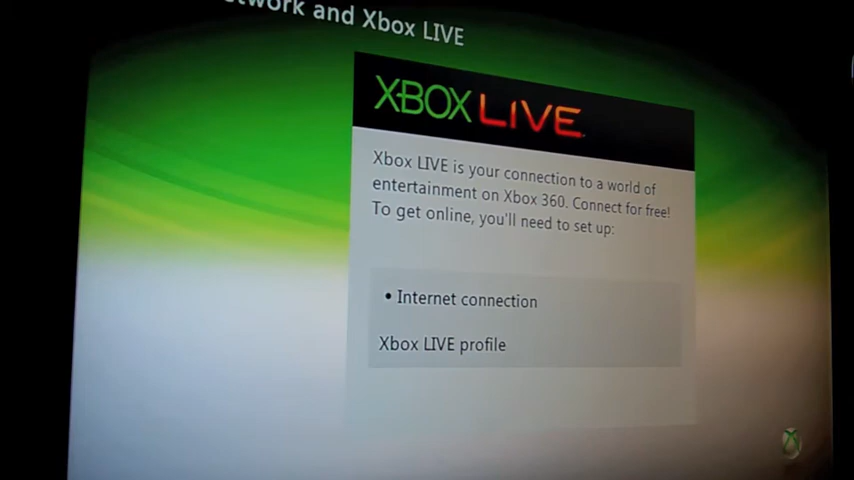 and Xbox LIVE
XBOX LIVE
Xbox LIVE is your connection to a world of
entertainment on Xbox 360. Connect for free!
To get online, you'll need to set up:
• Internet connection
Xbox LIVE profile